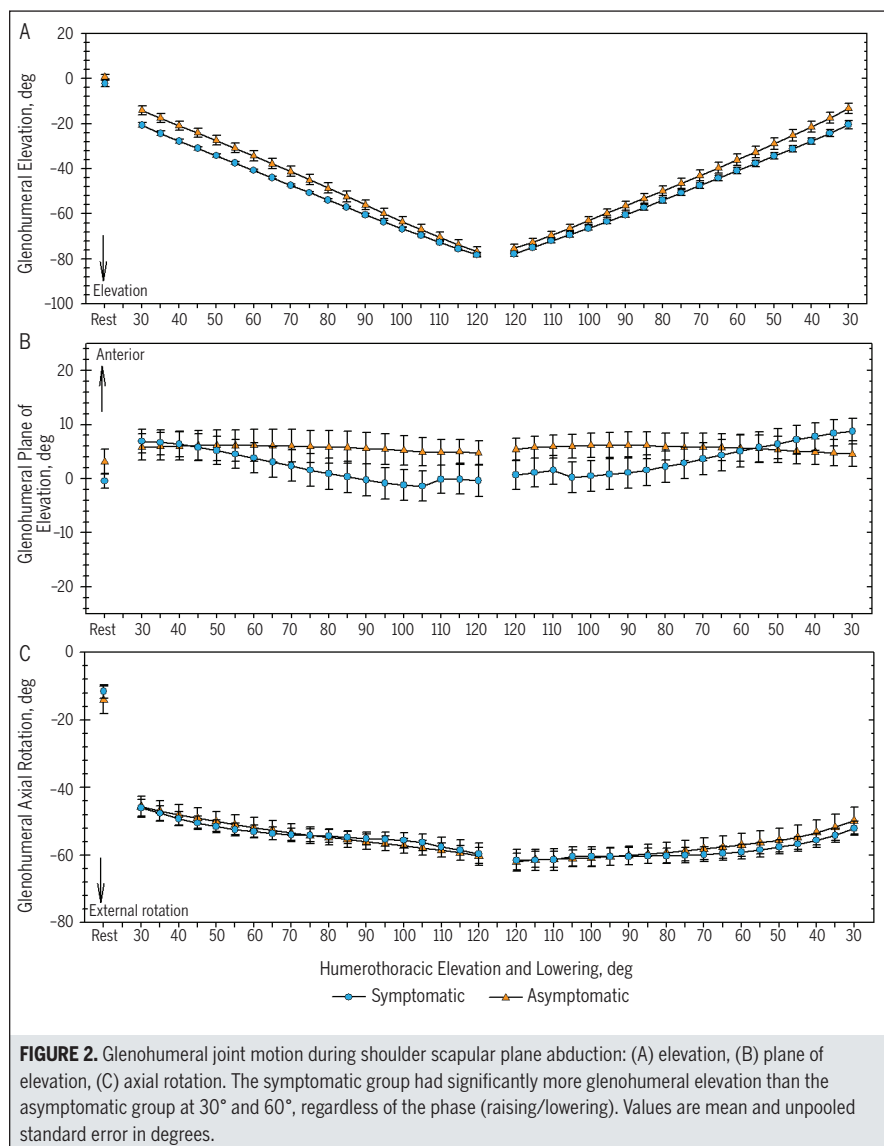 A
20
0
–20
–40
–60
–80
–100
Glenohumeral Elevation, deg
Elevation
Rest 30 40 50 60 70 80 90 100 110 120 120 110 100 90 80 70 60 50 40 30
B
Anterior
20
10
0
–10
–20
Glenohumeral Plane of
Elevation, deg
Rest 30 40 50 60 70 80 90 100 110 120 120 110 100 90 80 70 60 50 40 30
C
0
–20
–40
–60
–80
Glenohumeral Axial Rotation, deg
External rotation
Rest 30 40 50 60 70 80 90 100 110 120 120 110 100 90 80 70 60 50 40 30
Humerothoracic Elevation and Lowering, deg
Symptomatic Asymptomatic
FIGURE 2. Glenohumeral joint motion during shoulder scapular plane abduction: (A) elevation, (B) plane of
elevation, (C) axial rotation. The symptomatic group had significantly more glenohumeral elevation than the
asymptomatic group at 30° and 60°, regardless of the phase (raising/lowering). Values are mean and unpooled
standard error in degrees.